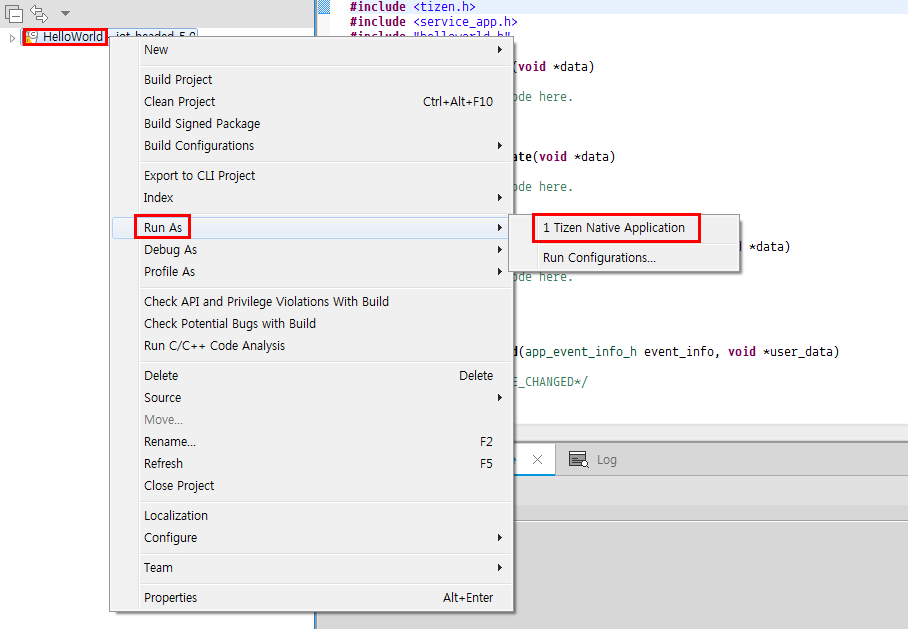 #include <tizen.h>
#include <service_app.h>
#include "helloworld.h"
HelloWorld
iot-headed-5.0
New
(void *data)
Build Project
Clean Project Ctrl+Alt+F10
ode here.
Build Signed Package
Build Configurations
ate(void *data)
Export to CLI Project
ode here.
Index
Run As
1 Tizen Native Application
Debug As
*data)
Run Configurations...
Profile As
ode here.
Check API and Privilege Violations With Build
Check Potential Bugs with Build
Run C/C++ Code Analysis
d(app_event_info_h event_info, void *user_data)
Delete Delete
E_CHANGED*/
Source
Move...
Rename... F2
Refresh F5
Log
Close Project
Localization
Configure
Team
Properties Alt+Enter